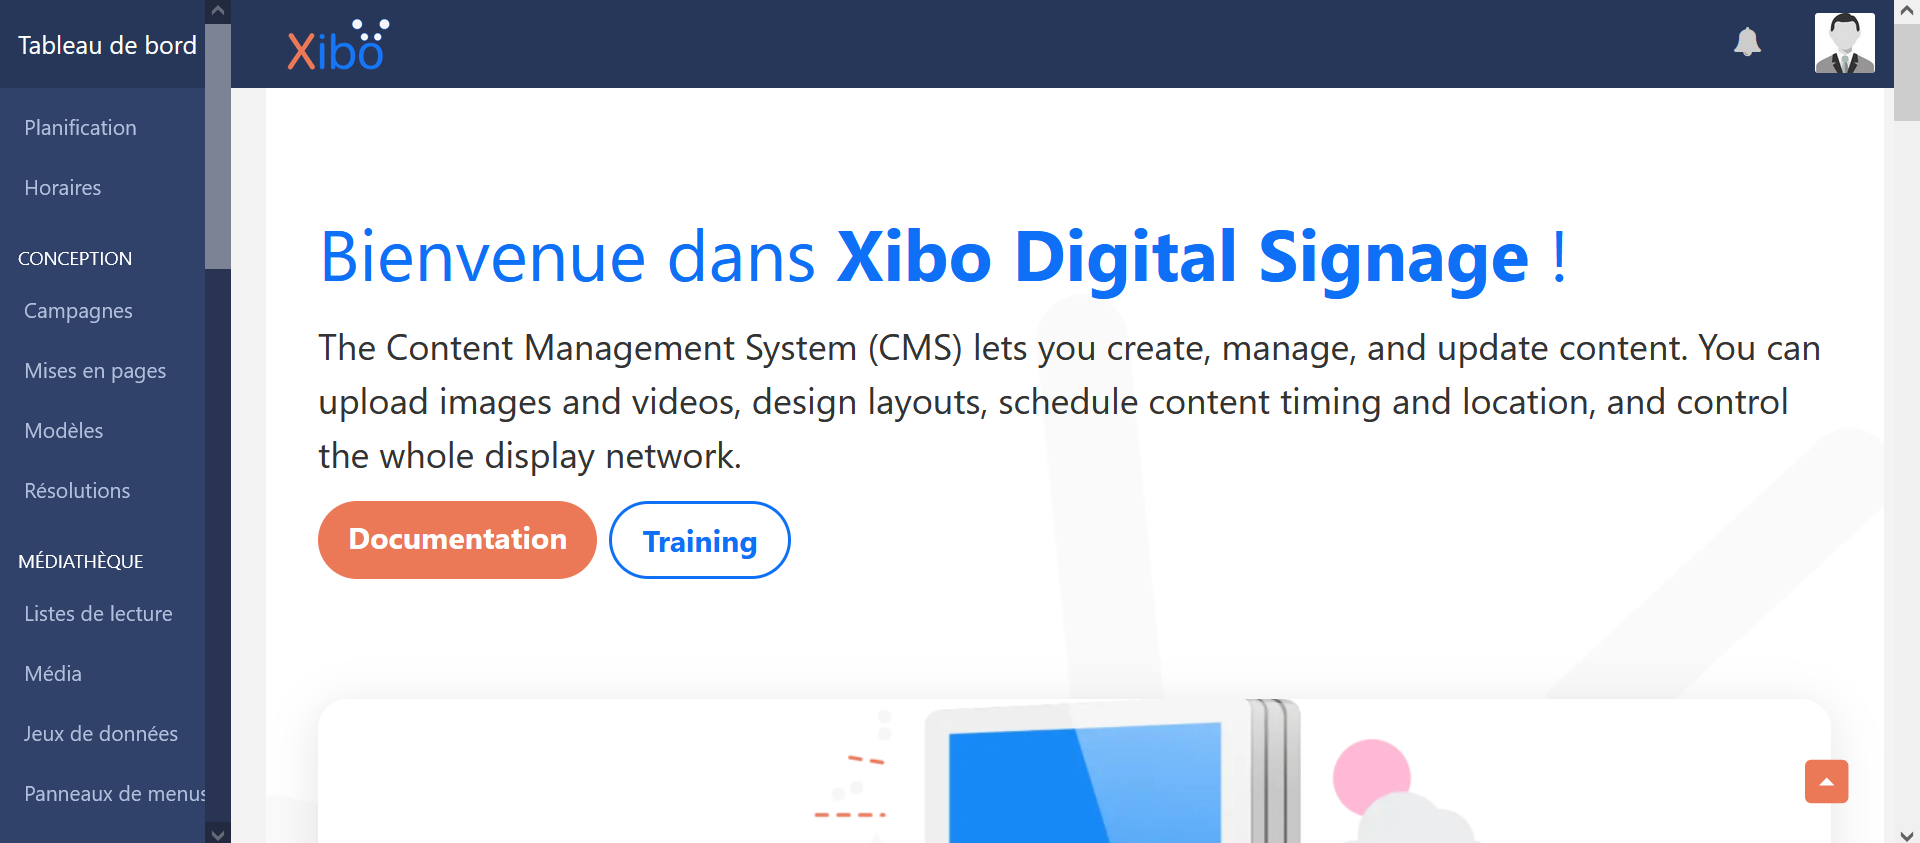 Tableau de bord
Xibo
Planification
Horaires
CONCEPTION
Campagnes
Mises en pages
Modèles
Résolutions
MÉDIATHÈQUE
Listes de lecture
Média
Jeux de données
Panneaux de menus
Bienvenue dans Xibo Digital Signage !
The Content Management System (CMS) lets you create, manage, and update content. You can
upload images and videos, design layouts, schedule content timing and location, and control
the whole display network.
Documentation
Training